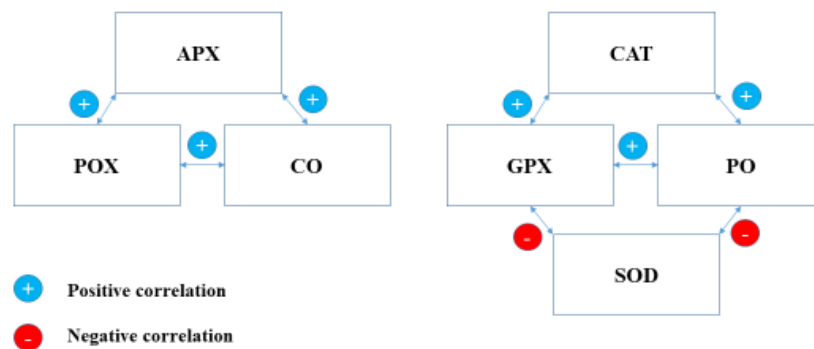 APX
CAT
+
+
+
+
POX
+
CO
GPX
+
PO
-
-
SOD
+ Positive correlation
- Negative correlation